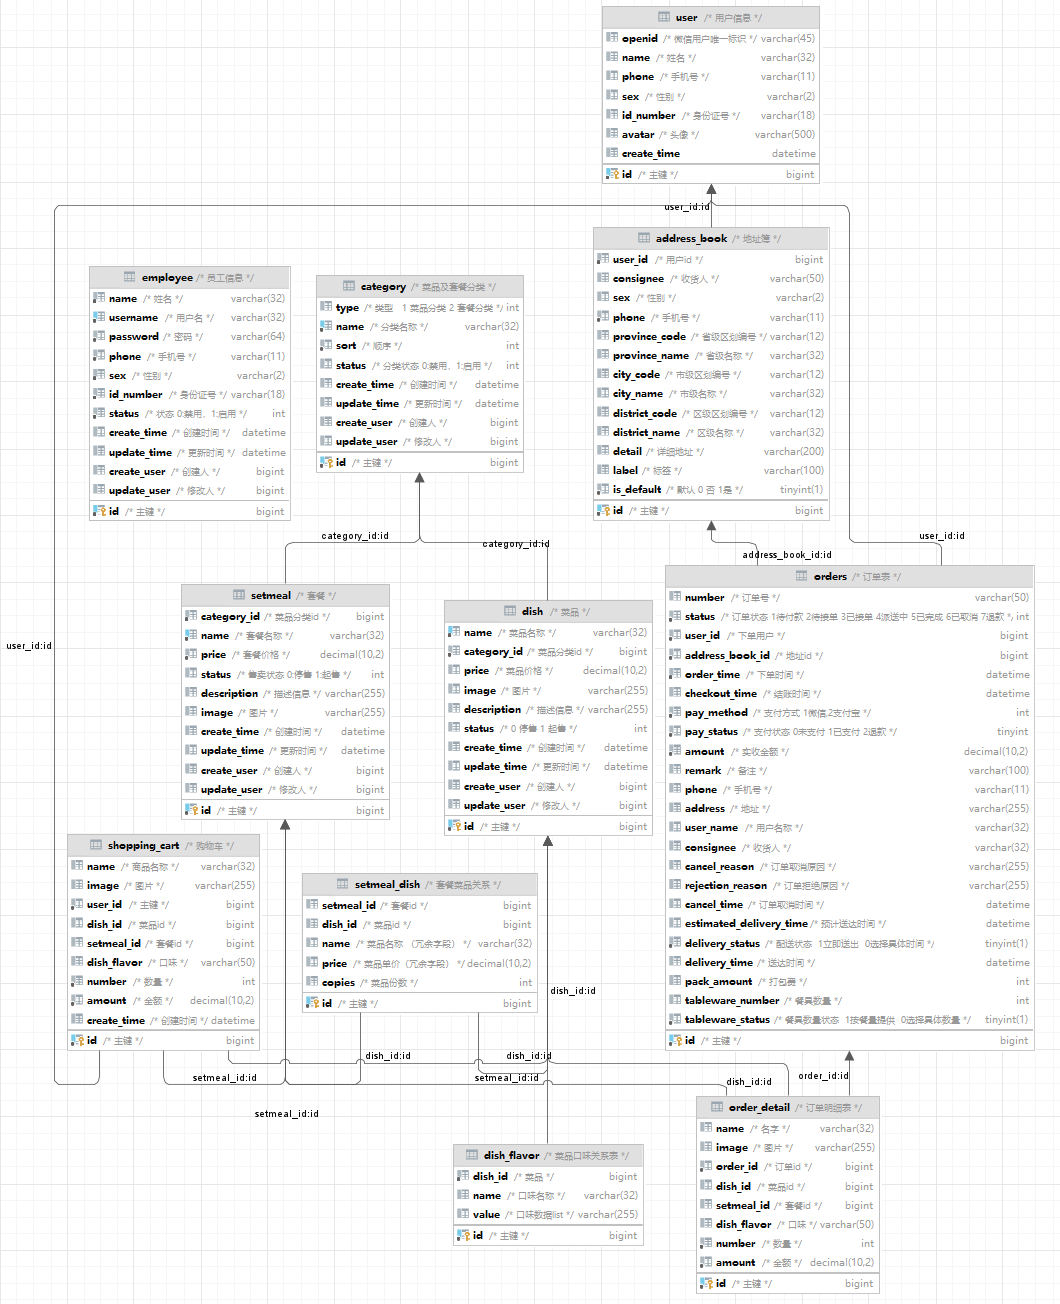 user /* 用户信息 */
openid /* 微信用户唯一标识 */ varchar(45)
name /* 姓名 */ varchar(32)
phone /* 手机号 */ varchar(11)
sex /* 性别 */ varchar(2)
id_number /* 身份证号 */ varchar(18)
avatar /* 头像 */ varchar(500)
create_time datetime
id /* 主键 */ bigint
user_id:id
address_book /* 地址簿 */
user_id /* 用户id */ bigint
consignee /* 收货人 */ varchar(50)
sex /* 性别 */ varchar(2)
phone /* 手机号 */ varchar(11)
province_code /* 省级区划编号 */ varchar(12)
province_name /* 省级名称 */ varchar(32)
city_code /* 市级区划编号 */ varchar(12)
city_name /* 市级名称 */ varchar(32)
district_code /* 区级区划编号 */ varchar(12)
district_name /* 区级名称 */ varchar(32)
detail /* 详细地址 */ varchar(200)
label /* 标签 */ varchar(100)
is_default /* 默认 0 否 1是 */ tinyint(1)
id /* 主键 */ bigint
employee /* 员工信息 */
name /* 姓名 */ varchar(32)
username /* 用户名 */ varchar(32)
password /* 密码 */ varchar(64)
phone /* 手机号 */ varchar(11)
sex /* 性别 */ varchar(2)
id_number /* 身份证号 */ varchar(18)
status /* 状态 0:禁用，1:启用 */ int
create_time /* 创建时间 */ datetime
update_time /* 更新时间 */ datetime
create_user /* 创建人 */ bigint
update_user /* 修改人 */ bigint
id /* 主键 */ bigint
category /* 菜品及套餐分类 */
type /* 类型 1 菜品分类 2 套餐分类 */ int
name /* 分类名称 */ varchar(32)
sort /* 顺序 */ int
status /* 分类状态 0:禁用，1:启用 */ int
create_time /* 创建时间 */ datetime
update_time /* 更新时间 */ datetime
create_user /* 创建人 */ bigint
update_user /* 修改人 */ bigint
id /* 主键 */ bigint
category_id:id
category_id:id
address_book_id:id
user_id:id
user_id:id
setmeal /* 套餐 */
category_id /* 菜品分类id */ bigint
name /* 套餐名称 */ varchar(32)
price /* 套餐价格 */ decimal(10,2)
status /* 售卖状态 0:停售 1:起售 */ int
description /* 描述信息 */ varchar(255)
image /* 图片 */ varchar(255)
create_time /* 创建时间 */ datetime
update_time /* 更新时间 */ datetime
create_user /* 创建人 */ bigint
update_user /* 修改人 */ bigint
id /* 主键 */ bigint
dish /* 菜品 */
name /* 菜品名称 */ varchar(32)
category_id /* 菜品分类id */ bigint
price /* 菜品价格 */ decimal(10,2)
image /* 图片 */ varchar(255)
description /* 描述信息 */ varchar(255)
status /* 0 停售 1 起售 */ int
create_time /* 创建时间 */ datetime
update_time /* 更新时间 */ datetime
create_user /* 创建人 */ bigint
update_user /* 修改人 */ bigint
id /* 主键 */ bigint
orders /* 订单表 */
number /* 订单号 */ varchar(50)
status /* 订单状态 1待付款 2待接单 3已接单 4派送中 5已完成 6已取消 7退款 */ int
user_id /* 下单用户 */ bigint
address_book_id /* 地址id */ bigint
order_time /* 下单时间 */ datetime
checkout_time /* 结账时间 */ datetime
pay_method /* 支付方式 1微信,2支付宝 */ int
pay_status /* 支付状态 0未支付 1已支付 2退款 */ tinyint
amount /* 实收金额 */ decimal(10,2)
remark /* 备注 */ varchar(100)
phone /* 手机号 */ varchar(11)
address /* 地址 */ varchar(255)
user_name /* 用户名称 */ varchar(32)
consignee /* 收货人 */ varchar(32)
cancel_reason /* 订单取消原因 */ varchar(255)
rejection_reason /* 订单拒绝原因 */ varchar(255)
cancel_time /* 订单取消时间 */ datetime
estimated_delivery_time /* 预计送达时间 */ datetime
delivery_status /* 配送状态 1立即送出 0选择具体时间 */ tinyint(1)
delivery_time /* 送达时间 */ datetime
pack_amount /* 打包费 */ int
tableware_number /* 餐具数量 */ int
tableware_status /* 餐具数量状态 1按餐量提供 0选择具体数量 */ tinyint(1)
id /* 主键 */ bigint
shopping_cart /* 购物车 */
name /* 商品名称 */ varchar(32)
image /* 图片 */ varchar(255)
user_id /* 主键 */ bigint
dish_id /* 菜品id */ bigint
setmeal_id /* 套餐id */ bigint
dish_flavor /* 口味 */ varchar(50)
number /* 数量 */ int
amount /* 金额 */ decimal(10,2)
create_time /* 创建时间 */ datetime
id /* 主键 */ bigint
setmeal_dish /* 套餐菜品关系 */
setmeal_id /* 套餐id */ bigint
dish_id /* 菜品id */ bigint
name /* 菜品名称 （冗余字段） */ varchar(32)
price /* 菜品单价（冗余字段） */ decimal(10,2)
copies /* 菜品份数 */ int
id /* 主键 */ bigint
dish_id:id
dish_id:id
dish_id:id
setmeal_id:id
setmeal_id:id
dish_id:id
order_id:id
setmeal_id:id
order_detail /* 订单明细表 */
name /* 名字 */ varchar(32)
image /* 图片 */ varchar(255)
order_id /* 订单id */ bigint
dish_id /* 菜品id */ bigint
setmeal_id /* 套餐id */ bigint
dish_flavor /* 口味 */ varchar(50)
number /* 数量 */ int
amount /* 金额 */ decimal(10,2)
id /* 主键 */ bigint
dish_flavor /* 菜品口味关系表 */
dish_id /* 菜品 */ bigint
name /* 口味名称 */ varchar(32)
value /* 口味数据list */ varchar(255)
id /* 主键 */ bigint